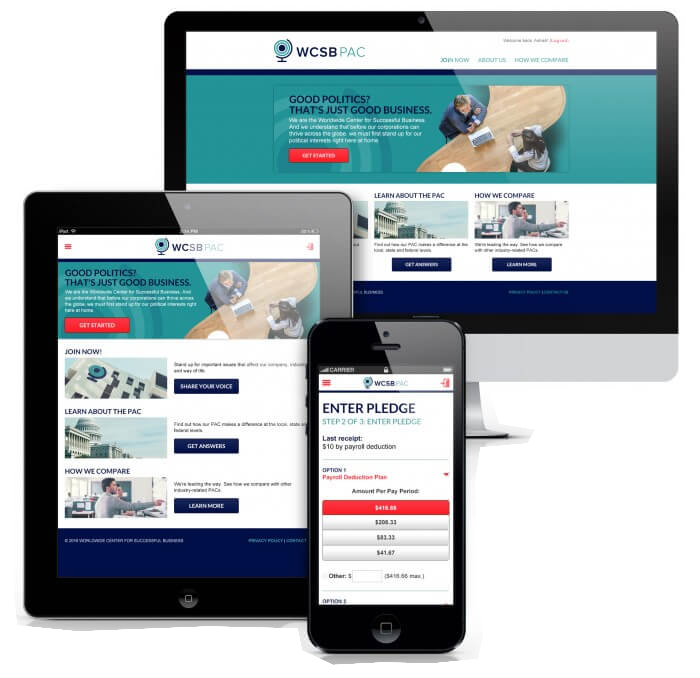 WCSB PAC
Welcome back, Ashraf! (Log out)
JOIN NOW ABOUT US HOW WE COMPARE
GOOD POLITICS?
THAT'S JUST GOOD BUSINESS.
We are the Worldwide Center for Successful Business.
And we understand that before our corporations can
thrive across the globe, we must first stand up for our
political interests right here at home.
GET STARTED
LEARN ABOUT THE PAC
Find out how our PAC makes a difference at the
local, state and federal levels.
GET ANSWERS
HOW WE COMPARE
We're leading the way. See how we compare
with other industry-related PACs.
LEARN MORE
BUSINESS
PRIVACY POLICY | CONTACT US
iPad
PM
WCSB PAC
GOOD POLITICS?
THAT'S JUST GOOD BUSINESS.
We are the Worldwide Center for Successful Business. And
we understand that before our corporations can thrive across
the globe, we must first stand up for our political interests right
here at home.
GET STARTED
JOIN NOW!
Stand up for important issues that affect our company, industry
and way of life.
SHARE YOUR VOICE
LEARN ABOUT THE PAC
Find out how our PAC makes a difference at the local, state and
federal levels.
GET ANSWERS
HOW WE COMPARE
We're leading the way. See how we compare with other
industry-related PACs.
LEARN MORE
WORLDWIDE CENTER FOR SUCCESSFUL BUSINESS
PRIVACY POLICY | CONTACT
CARRIER
WCSB PAC
ENTER PLEDGE
STEP 2 OF 3: ENTER PLEDGE
Last receipt:
$10 by payroll deduction
OPTION 1
Payroll Deduction Plan
Amount Per Pay Period:
$416.66
$208.33
$83.33
$41.67
Other: $ ($416.66 max.)
OPTION 2